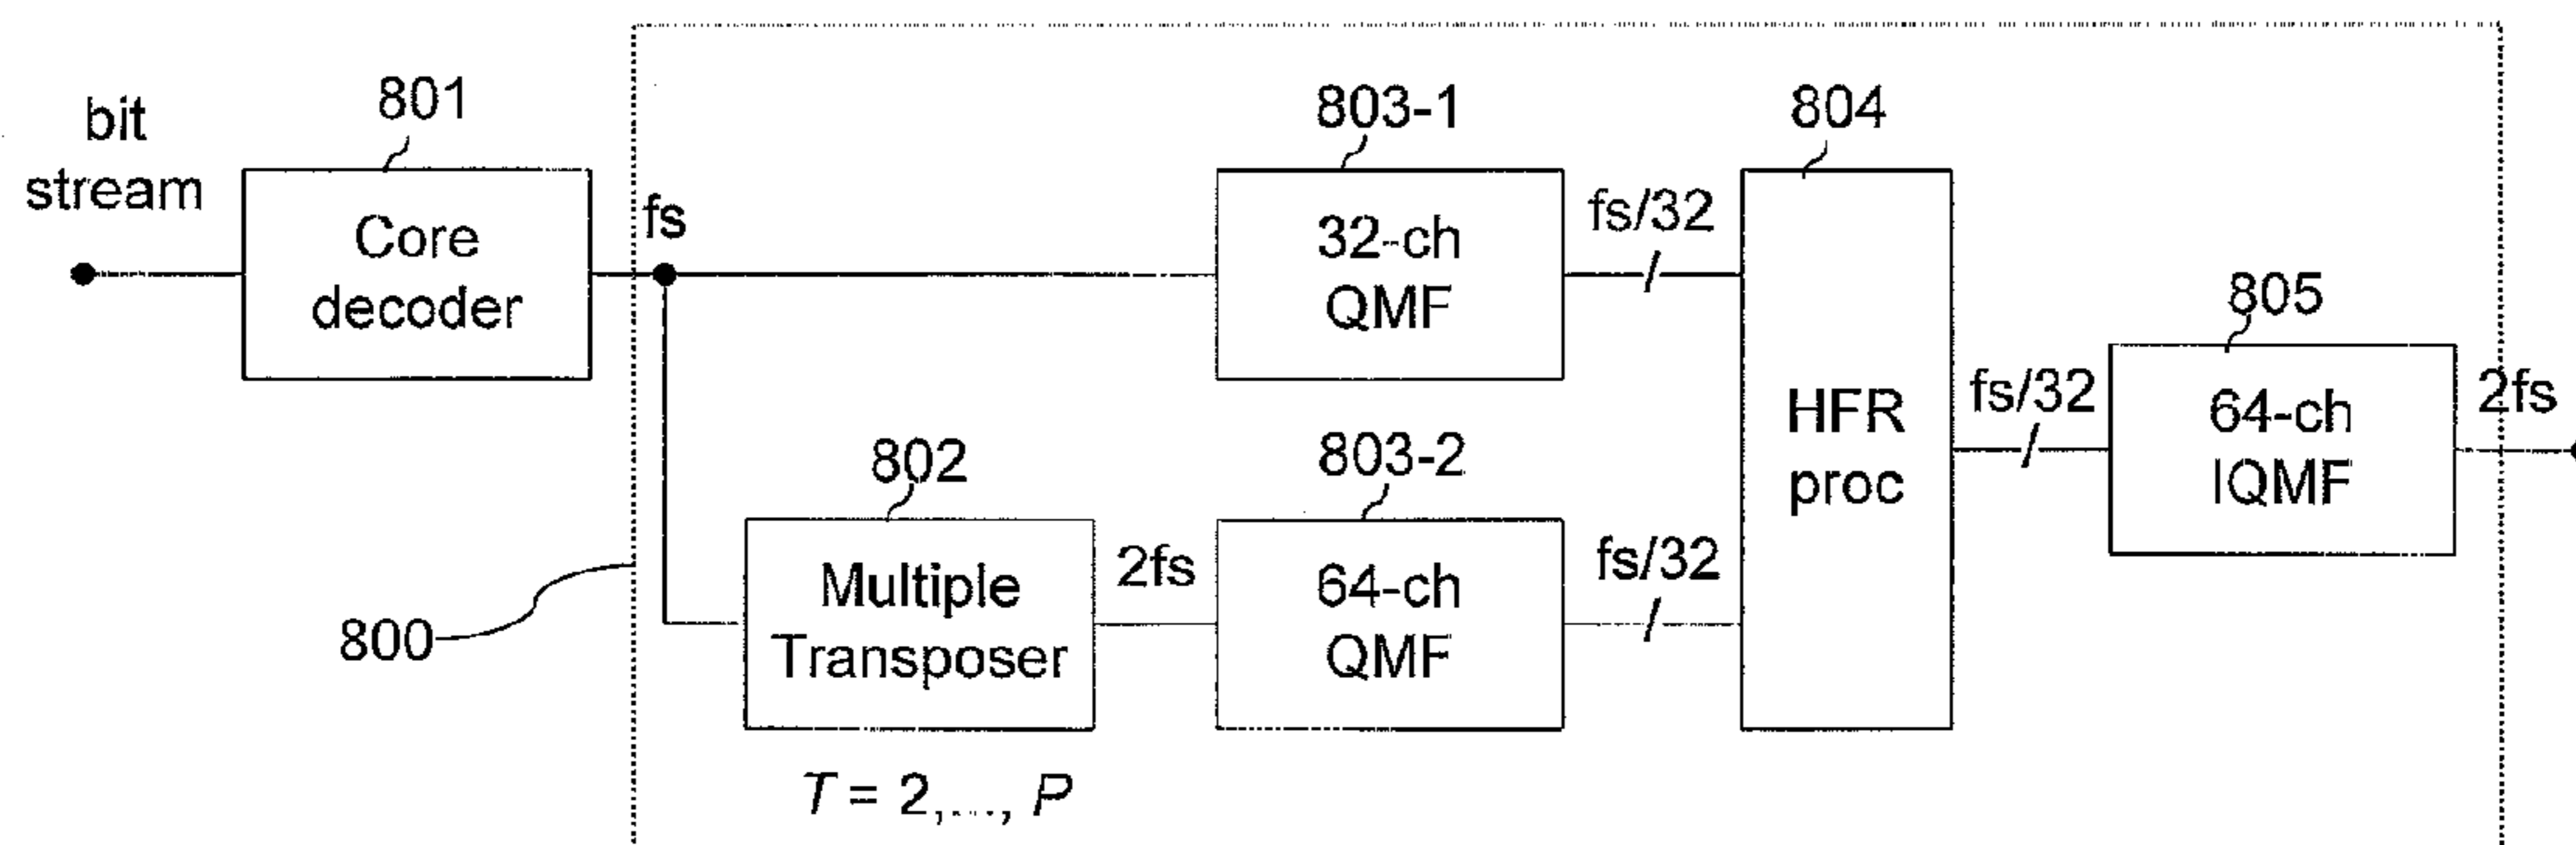 bit
stream
801
Core
decoder
fs
803-1
32-ch
QMF
fs/32
804
HFR
proc
fs/32
805
64-ch
IQMF
2fs
800
802
Multiple
Transposer
2fs
803-2
64-ch
QMF
fs/32
T = 2,..., P